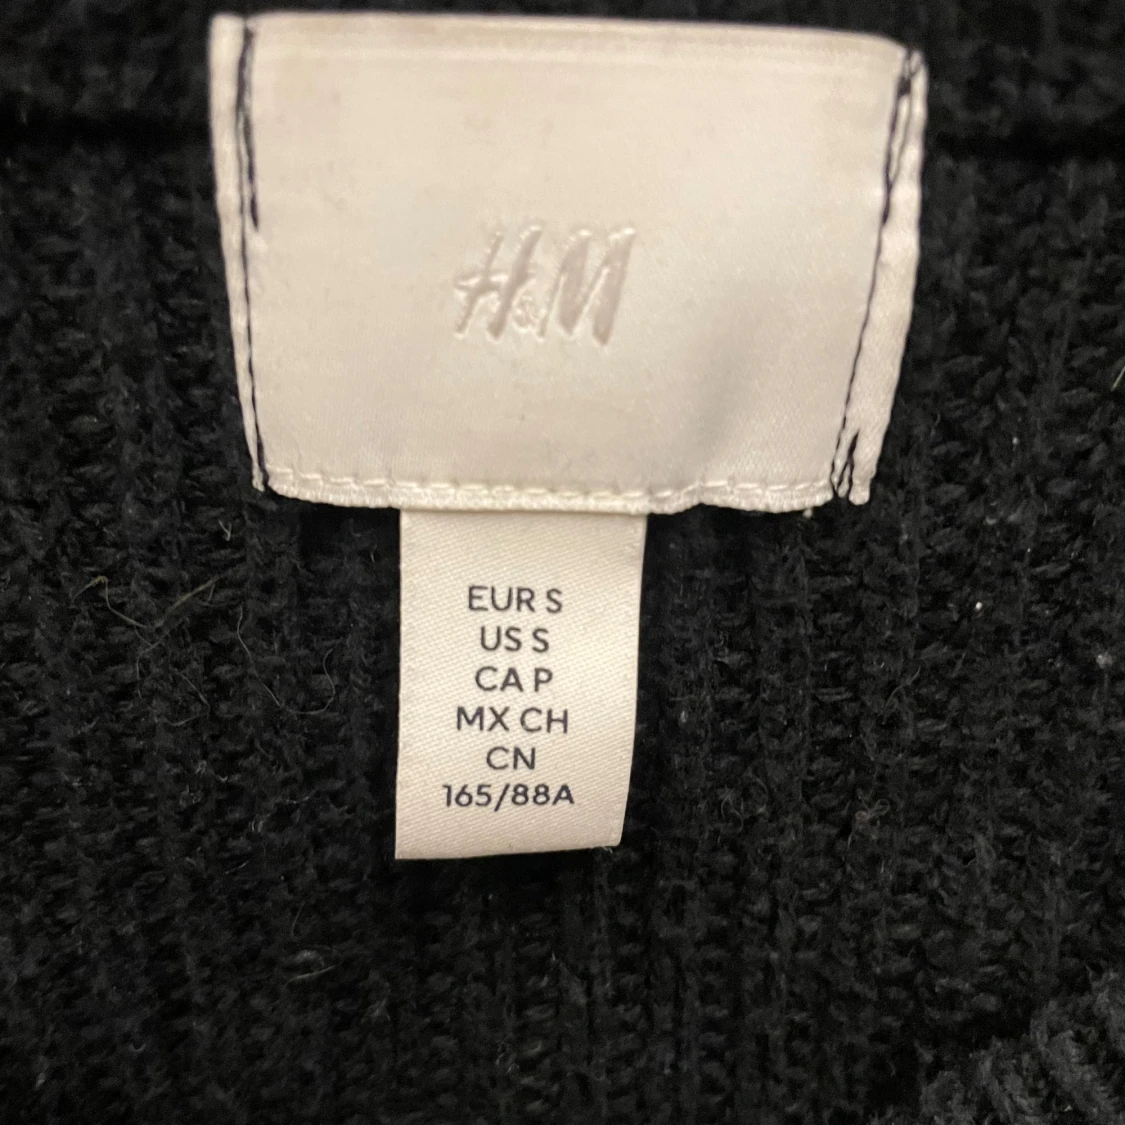 H&M
EUR S
US S
CA P
MX CH
CN
165/88A